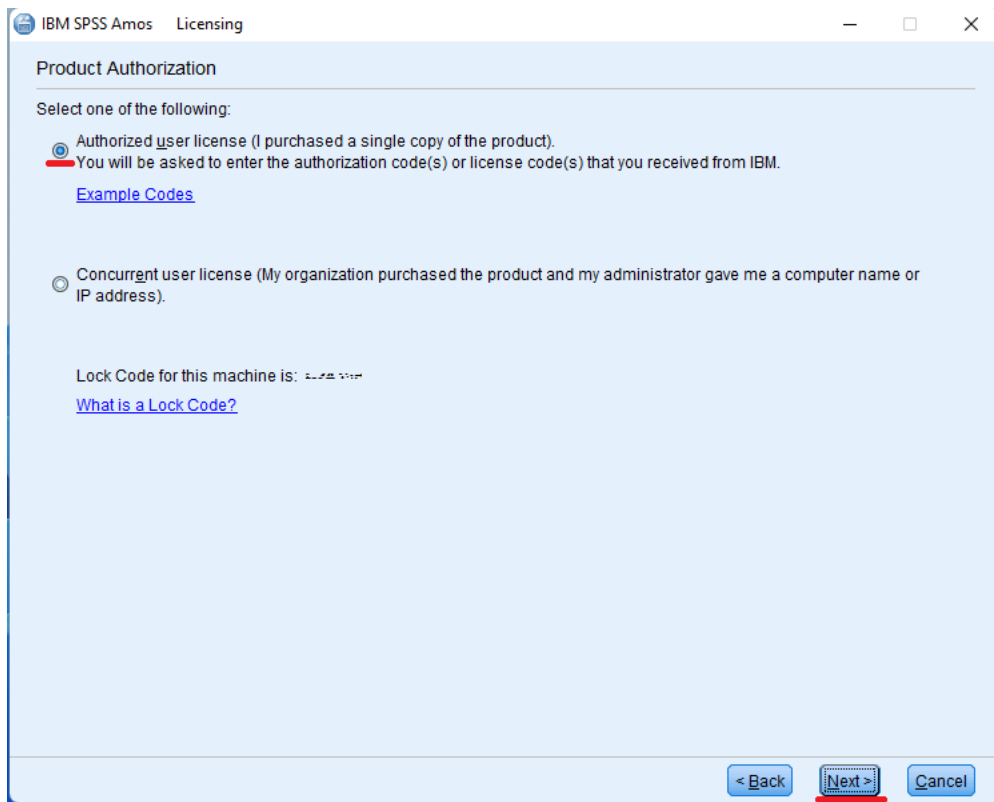 IBM SPSS Amos Licensing
Product Authorization
Select one of the following:
Authorized user license (I purchased a single copy of the product).
You will be asked to enter the authorization code(s) or license code(s) that you received from IBM.
Example Codes
Concurrent user license (My organization purchased the product and my administrator gave me a computer name or
IP address).
Lock Code for this machine is:
What is a Lock Code?
< Back
Next >
Cancel